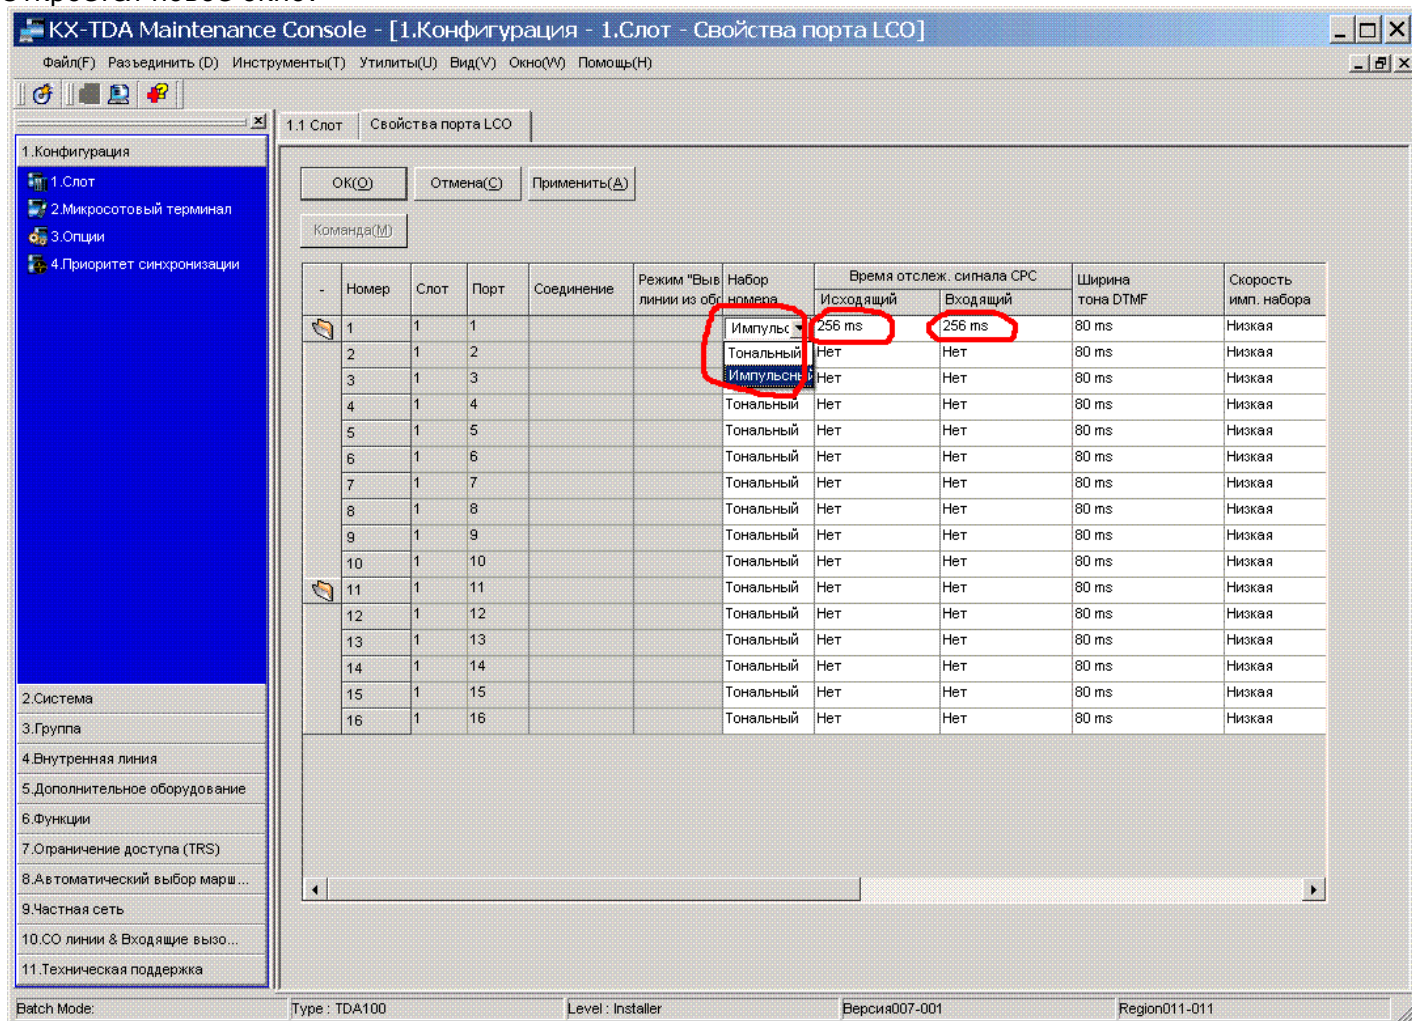 Откроется новое окно:
KX-TDA Maintenance Console - [1.Конфигурация - 1.Слот - Свойства порта LCO]
Файл(F) Разъединить (D) Инструменты(T) Утилиты(U) Вид(V) Окно(W) Помощь(H)
1.1 Слот Свойства порта LCO
1.Конфигурация
1.Слот
2.Микросотовый терминал
3.Опции
4.Приоритет синхронизации
2.Система
3.Группа
4.Внутренняя линия
5.Дополнительное оборудование
6.Функции
7.Ограничение доступа (TRS)
8.Автоматический выбор марш...
9.Частная сеть
10.CO линии & Входящие вызо...
11.Техническая поддержка
ОК(O) Отмена(C) Применить(A)
Команда(M)
- Номер Слот Порт Соединение Режим "Выв линии из обс Набор номера Время отслеж. сигнала CPC Исходящий Входящий Ширина тона DTMF Скорость имп. набора
1 1 1 Импульс 256 ms 256 ms 80 ms Низкая
2 1 2 Тональный Нет Нет 80 ms Низкая
3 1 3 Импульсный Нет Нет 80 ms Низкая
4 1 4 Тональный Нет Нет 80 ms Низкая
5 1 5 Тональный Нет Нет 80 ms Низкая
6 1 6 Тональный Нет Нет 80 ms Низкая
7 1 7 Тональный Нет Нет 80 ms Низкая
8 1 8 Тональный Нет Нет 80 ms Низкая
9 1 9 Тональный Нет Нет 80 ms Низкая
10 1 10 Тональный Нет Нет 80 ms Низкая
11 1 11 Тональный Нет Нет 80 ms Низкая
12 1 12 Тональный Нет Нет 80 ms Низкая
13 1 13 Тональный Нет Нет 80 ms Низкая
14 1 14 Тональный Нет Нет 80 ms Низкая
15 1 15 Тональный Нет Нет 80 ms Низкая
16 1 16 Тональный Нет Нет 80 ms Низкая
Batch Mode: Type : TDA100 Level : Installer Версия007-001 Region011-011